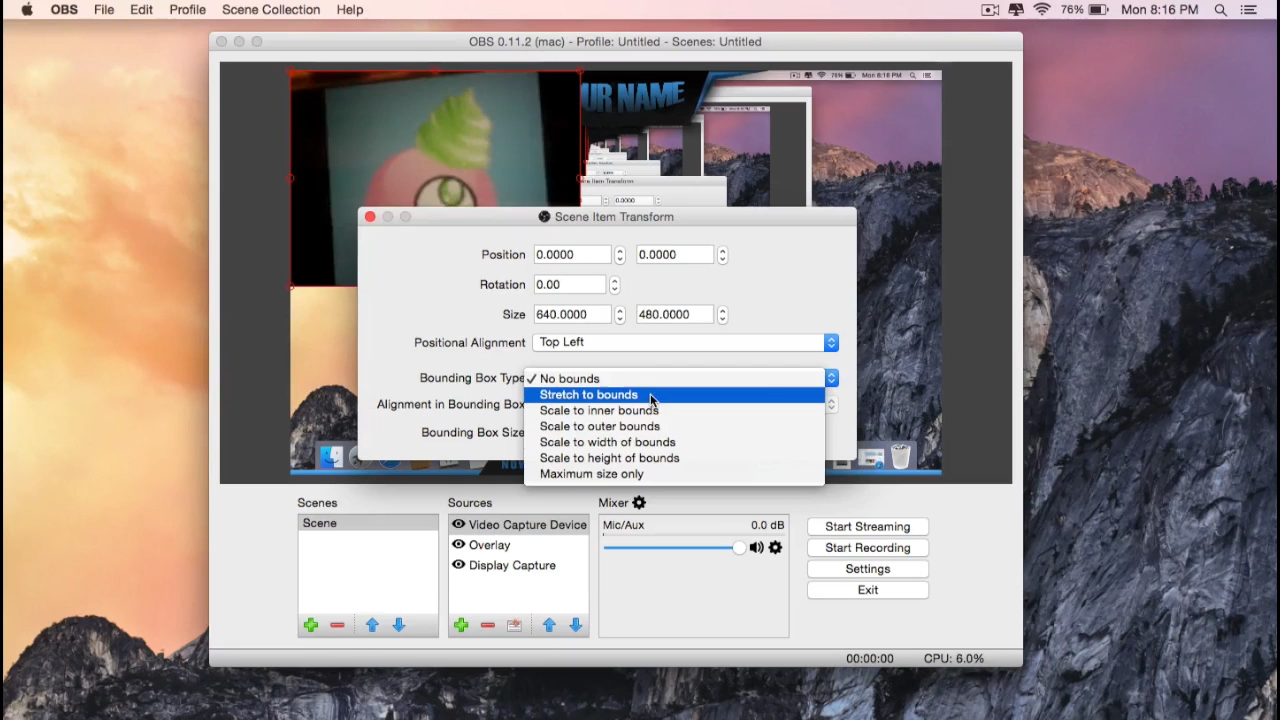 OBS File Edit Profile Scene Collection Help 76% Mon 8:16 PM
OBS 0.11.2 (mac) - Profile: Untitled - Scenes: Untitled
76% Mon 8:16 PM
UR NAME
Scene Item Transform
Position 0.0000 0.0000
Rotation 0.00
Size 640.0000 480.0000
Positional Alignment Top Left
Bounding Box Type ✓ No bounds
Stretch to bounds
Alignment in Bounding Box Scale to inner bounds
Scale to outer bounds
Bounding Box Size Scale to width of bounds
Scale to height of bounds
Maximum size only
Scenes Sources Mixer
Scene Video Capture Device Mic/Aux 0.0 dB Start Streaming
Overlay Start Recording
Display Capture Settings
Exit
00:00:00 CPU: 6.0%